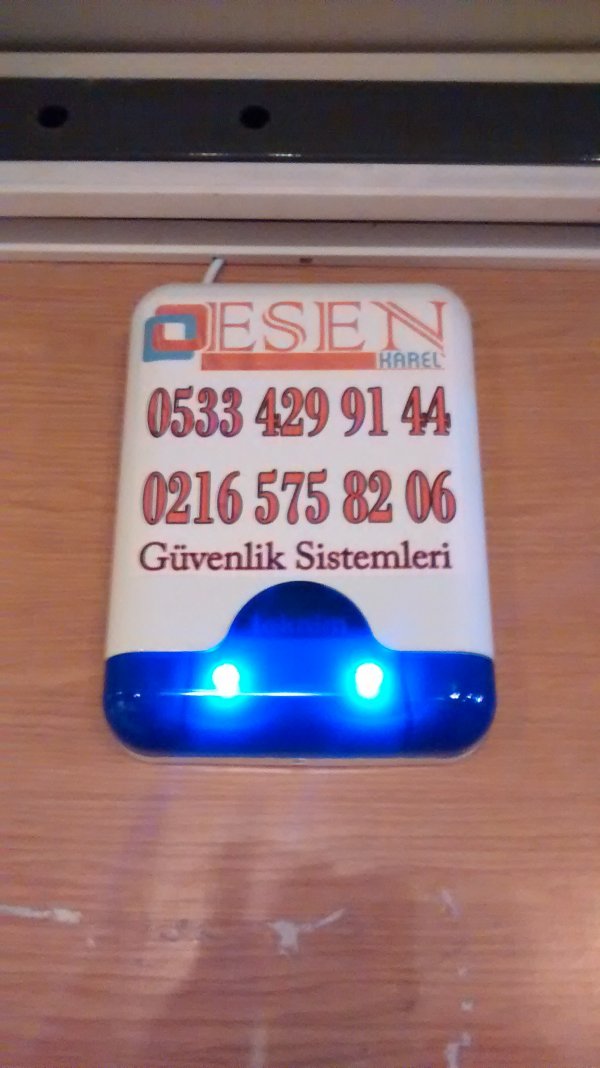 ESEN
KAREL
0533 429 91 44
0216 575 82 06
Güvenlik Sistemleri